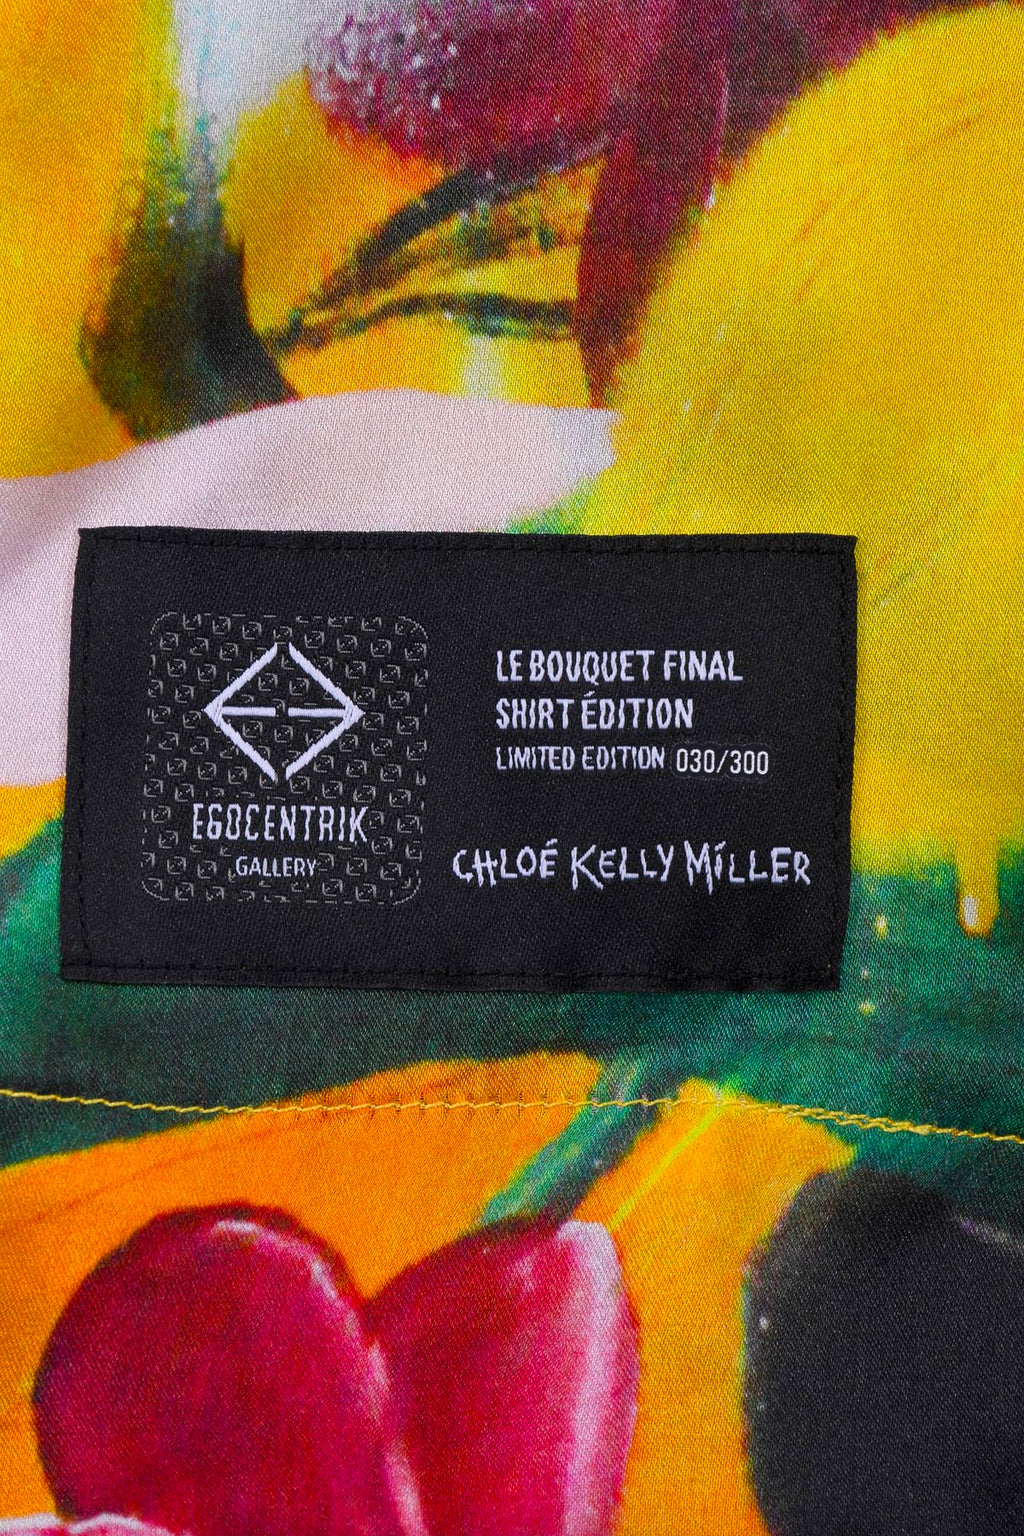 EGOCENTRIK
GALLERY
LE BOUQUET FINAL
SHIRT ÉDITION
LIMITED EDITION 030/300
CHLOÉ KELLY MILLER